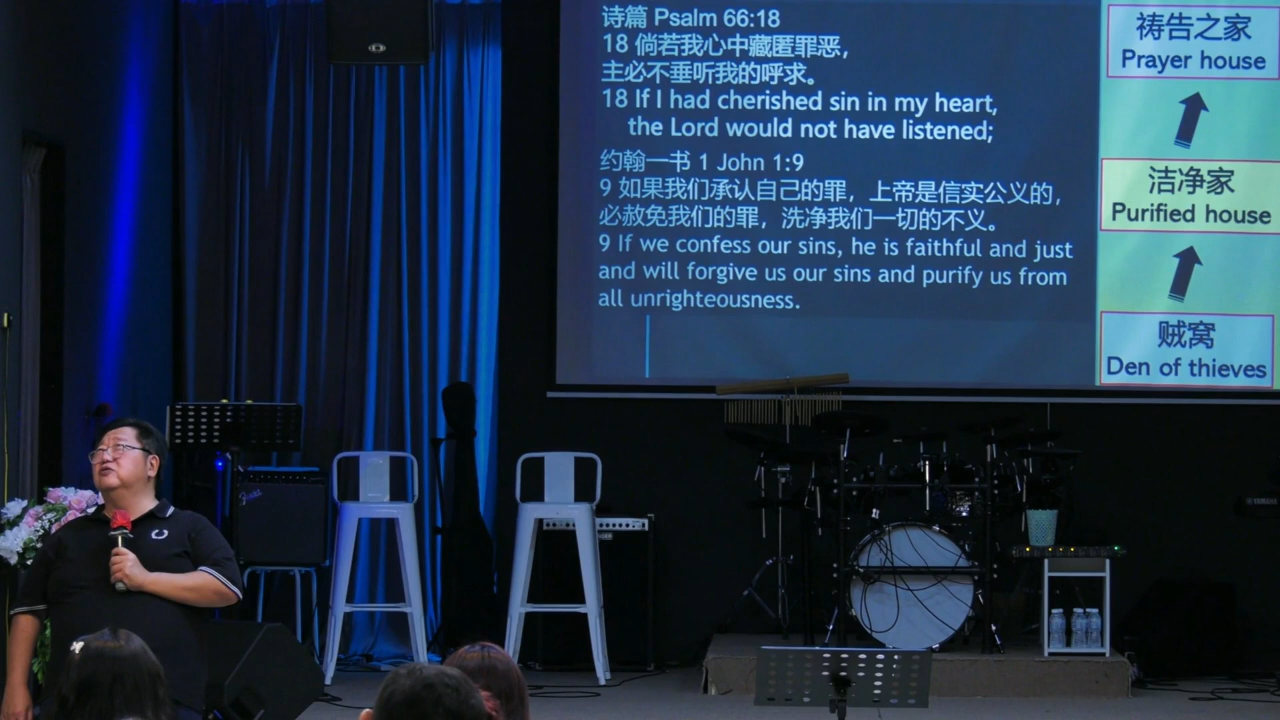 诗篇 Psalm 66:18
18 倘若我心中藏匿罪恶，
主必不垂听我的呼求。
18 If I had cherished sin in my heart,
the Lord would not have listened;
约翰一书 1 John 1:9
9 如果我们承认自己的罪，上帝是信实公义的，
必赦免我们的罪，洗净我们一切的不义。
9 If we confess our sins, he is faithful and just
and will forgive us our sins and purify us from
all unrighteousness.
祷告之家
Prayer house
洁净家
Purified house
贼窝
Den of thieves
Fender
YAMAHA